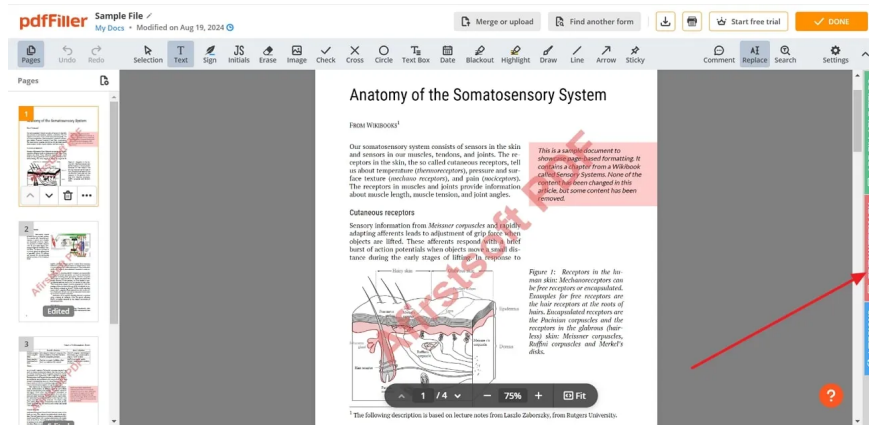 pdfFiller
Sample File
My Docs • Modified on Aug 19, 2024
Merge or upload
Find another form
Start free trial
DONE
Pages
Undo
Redo
Selection
Text
Sign
Initials
Erase
Image
Check
Cross
Circle
Text Box
Date
Blackout
Highlight
Draw
Line
Arrow
Sticky
Comment
Replace
Search
Settings
Pages
1
2
Edited
3
Anatomy of the Somatosensory System
FROM WIKIBOOKS1
Our somatosensory system consists of sensors in the skin
and sensors in our muscles, tendons, and joints. The re-
ceptors in the skin, the so called cutaneous receptors, tell
us about temperature (thermoreceptors), pressure and sur-
face texture (mechano receptors), and pain (nociceptors).
The receptors in muscles and joints provide information
about muscle length, muscle tension, and joint angles.
This is a sample document to
showcase page-based formatting. It
contains a chapter from a Wikibook
called Sensory Systems. None of the
content has been changed in this
article, but some content has been
removed.
Cutaneous receptors
Sensory information from Meissner corpuscles and rapidly
adapting afferents leads to adjustment of grip force when
objects are lifted. These afferents respond with a brief
burst of action potentials when objects move a small dis-
tance during the early stages of lifting. In response to
Figure 1: Receptors in the hu-
man skin: Mechanoreceptors can
be free receptors or encapsulated.
Examples for free receptors are
the hair receptors at the roots of
hairs. Encapsulated receptors are
the Pacinian corpuscles and the
receptors in the glabrous (hair-
less) skin: Meissner corpuscles,
Ruffini corpuscles and Merkel's
disks.
Hairy skin
Epidermis
Dermis
1 / 4
75%
Fit
1 The following description is based on lecture notes from Laszlo Zaborszky, from Rutgers University.
?